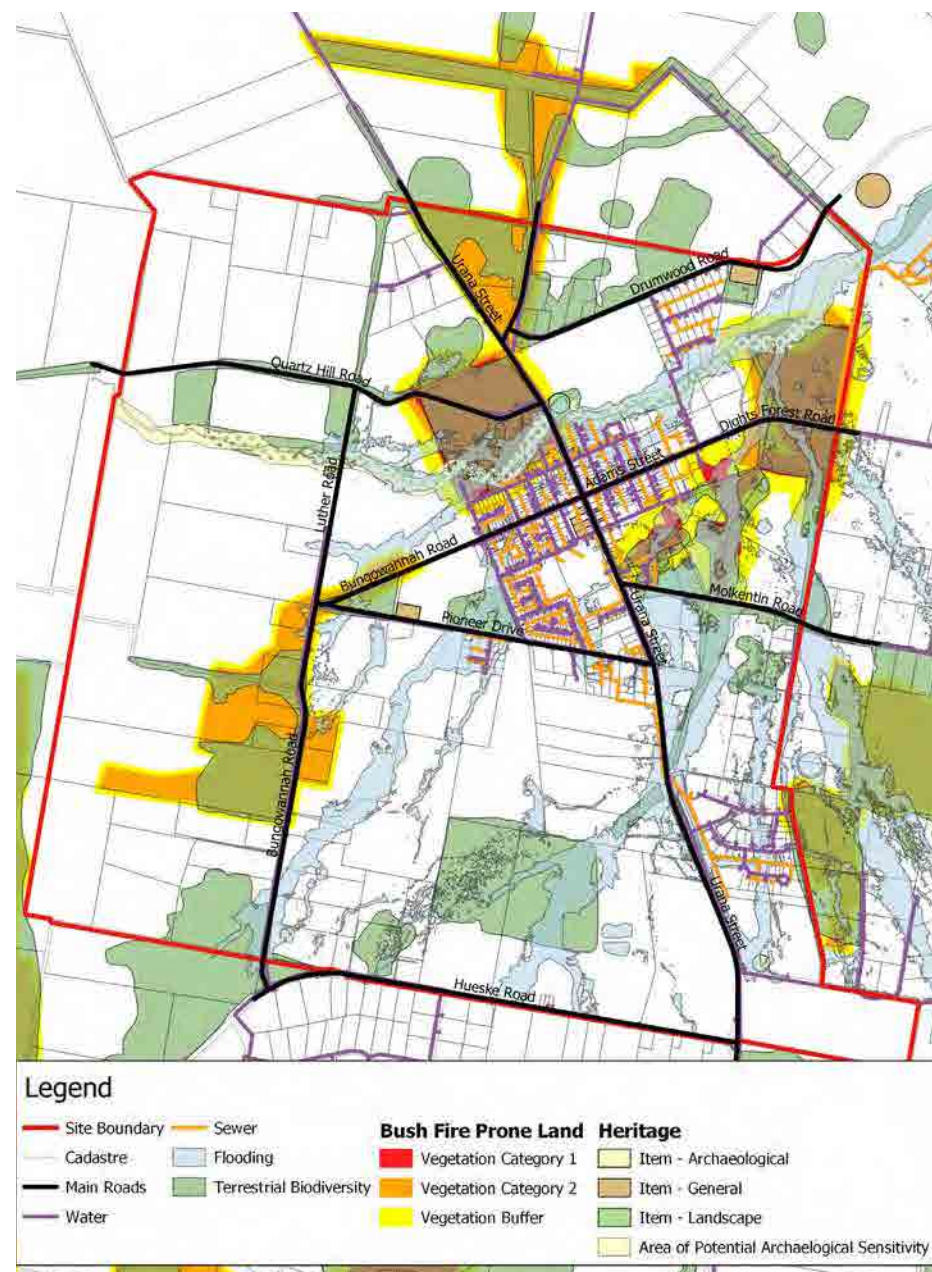 Urana Street
Drumwood Road
Quartz Hill Road
Dights Forest Road
Adams Street
Luther Road
Bungowannah Road
Molkentin Road
Urana Street
Pioneer Drive
Bungowannah Road
Urana Street
Hueske Road
Legend
Site Boundary
Cadastre
Main Roads
Water
Sewer
Flooding
Terrestrial Biodiversity
Bush Fire Prone Land
Vegetation Category 1
Vegetation Category 2
Vegetation Buffer
Heritage
Item - Archaeological
Item - General
Item - Landscape
Area of Potential Archaeological Sensitivity